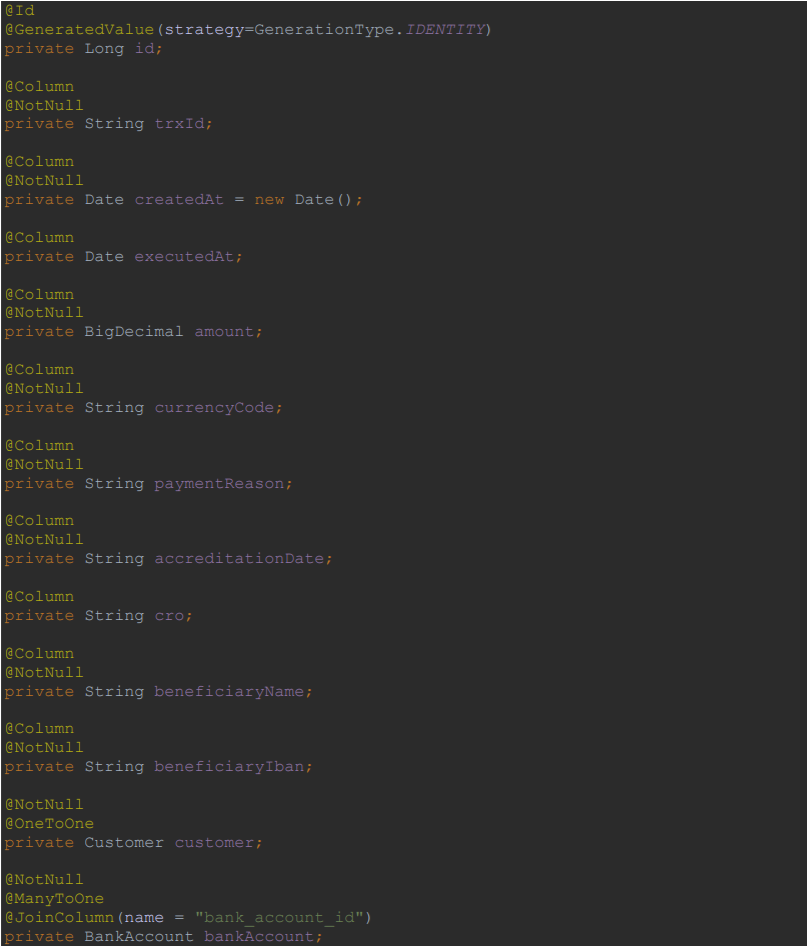 @Id
@GeneratedValue(strategy=GenerationType.IDENTITY)
private Long id;
@Column
@NotNull
private String trxId;
@Column
@NotNull
private Date createdAt = new Date();
@Column
private Date executedAt;
@Column
@NotNull
private BigDecimal amount;
@Column
@NotNull
private String currencyCode;
@Column
@NotNull
private String paymentReason;
@Column
@NotNull
private String accreditationDate;
@Column
private String cro;
@Column
@NotNull
private String beneficiaryName;
@Column
@NotNull
private String beneficiaryIban;
@NotNull
@OneToOne
private Customer customer;
@NotNull
@ManyToOne
@JoinColumn(name = "bank_account_id")
private BankAccount bankAccount;